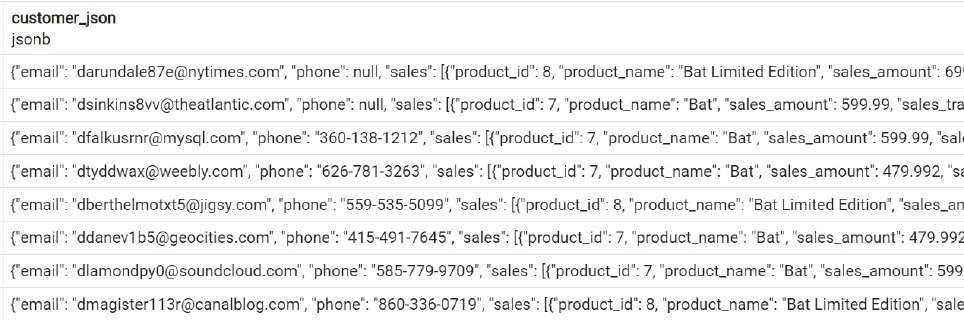 customer_json
jsonb
{"email": "darundale87e@nytimes.com", "phone": null, "sales": [{"product_id": 8, "product_name": "Bat Limited Edition", "sales_amount": 69
{"email": "dsinkins8vv@theatlantic.com", "phone": null, "sales": [{"product_id": 7, "product_name": "Bat", "sales_amount": 599.99, "sales_tra
{"email": "dfalkusrnr@mysql.com", "phone": "360-138-1212", "sales": [{"product_id": 7, "product_name": "Bat", "sales_amount": 599.99, "sale
{"email": "dtyddwax@weebly.com", "phone": "626-781-3263", "sales": [{"product_id": 7, "product_name": "Bat", "sales_amount": 479.992, "sa
{"email": "dberthelmotxt5@jigsy.com", "phone": "559-535-5099", "sales": [{"product_id": 8, "product_name": "Bat Limited Edition", "sales_am
{"email": "ddanev1b5@geocities.com", "phone": "415-491-7645", "sales": [{"product_id": 7, "product_name": "Bat", "sales_amount": 479.992
{"email": "dlamondpy0@soundcloud.com", "phone": "585-779-9709", "sales": [{"product_id": 7, "product_name": "Bat", "sales_amount": 599
{"email": "dmagister113r@canalblog.com", "phone": "860-336-0719", "sales": [{"product_id": 8, "product_name": "Bat Limited Edition", "sale